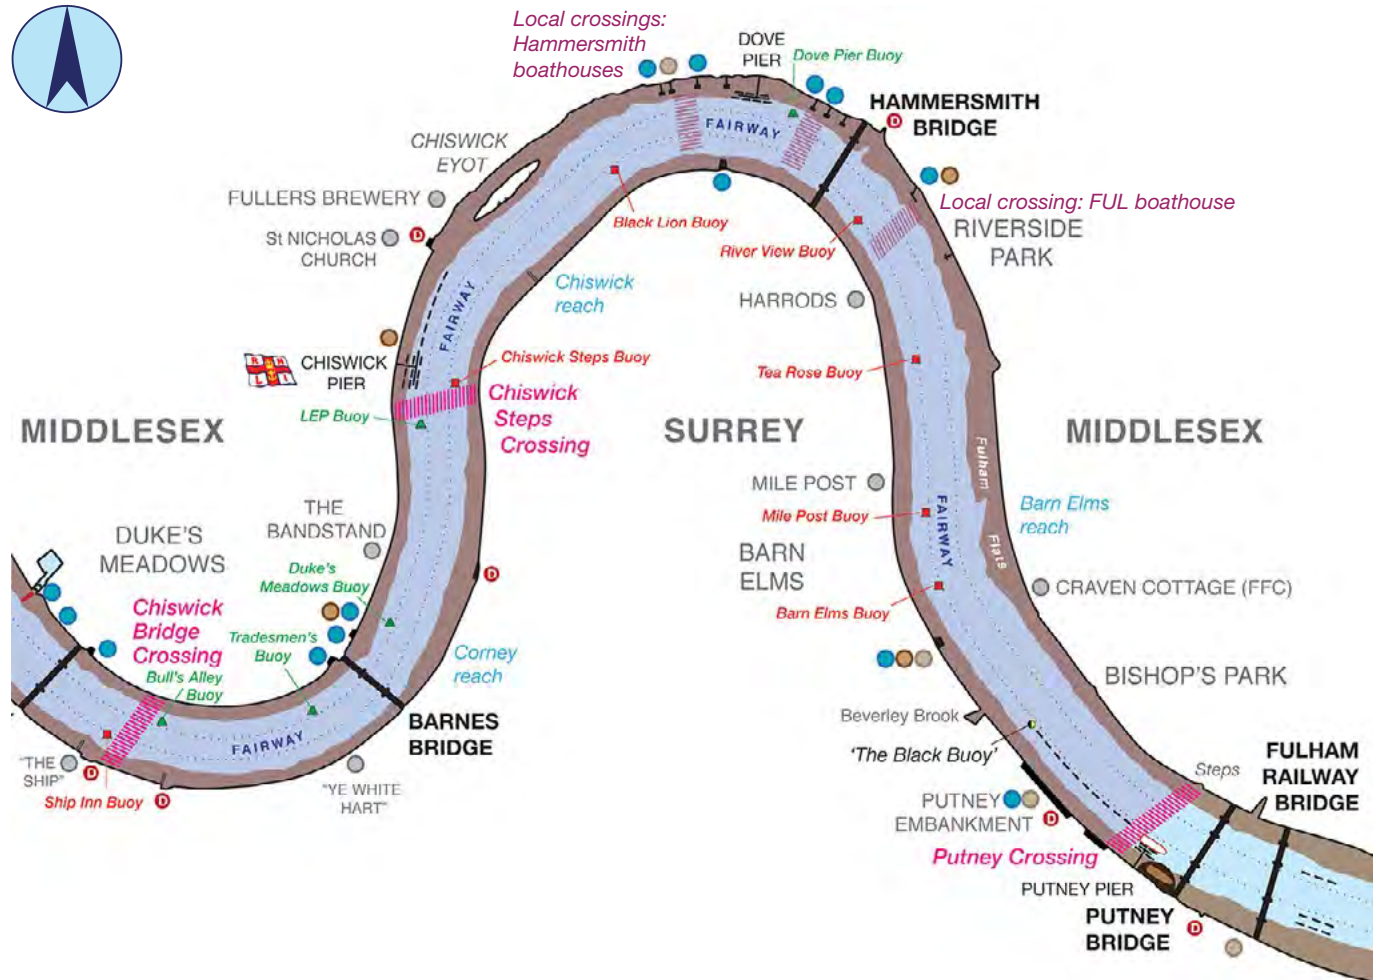 Local crossings:
Hammersmith
boathouses
DOVE
PIER
Dove Pier Buoy
HAMMERSMITH
BRIDGE
D
FAIRWAY
CHISWICK
EYOT
FULLERS BREWERY
St NICHOLAS
CHURCH
D
Black Lion Buoy
River View Buoy
Local crossing: FUL boathouse
RIVERSIDE
PARK
Chiswick
reach
HARRODS
FAIRWAY
R N
L I
CHISWICK
PIER
Chiswick Steps Buoy
Tea Rose Buoy
LEP Buoy
Chiswick
Steps
Crossing
MIDDLESEX
SURREY
MIDDLESEX
Fulham
Flats
MILE POST
Mile Post Buoy
FAIRWAY
Barn Elms
reach
THE
BANDSTAND
DUKE'S
MEADOWS
Duke's
Meadows Buoy
D
BARN
ELMS
Barn Elms Buoy
CRAVEN COTTAGE (FFC)
Chiswick
Bridge
Crossing
Tradesmen's
Buoy
Bull's Alley
Buoy
Corney
reach
BISHOP'S PARK
Beverley Brook
'The Black Buoy'
BARNES
BRIDGE
FAIRWAY
"THE
SHIP"
D
Ship Inn Buoy
D
"YE WHITE
HART"
Steps
FULHAM
RAILWAY
BRIDGE
PUTNEY
EMBANKMENT
D
Putney Crossing
PUTNEY PIER
PUTNEY
BRIDGE
D